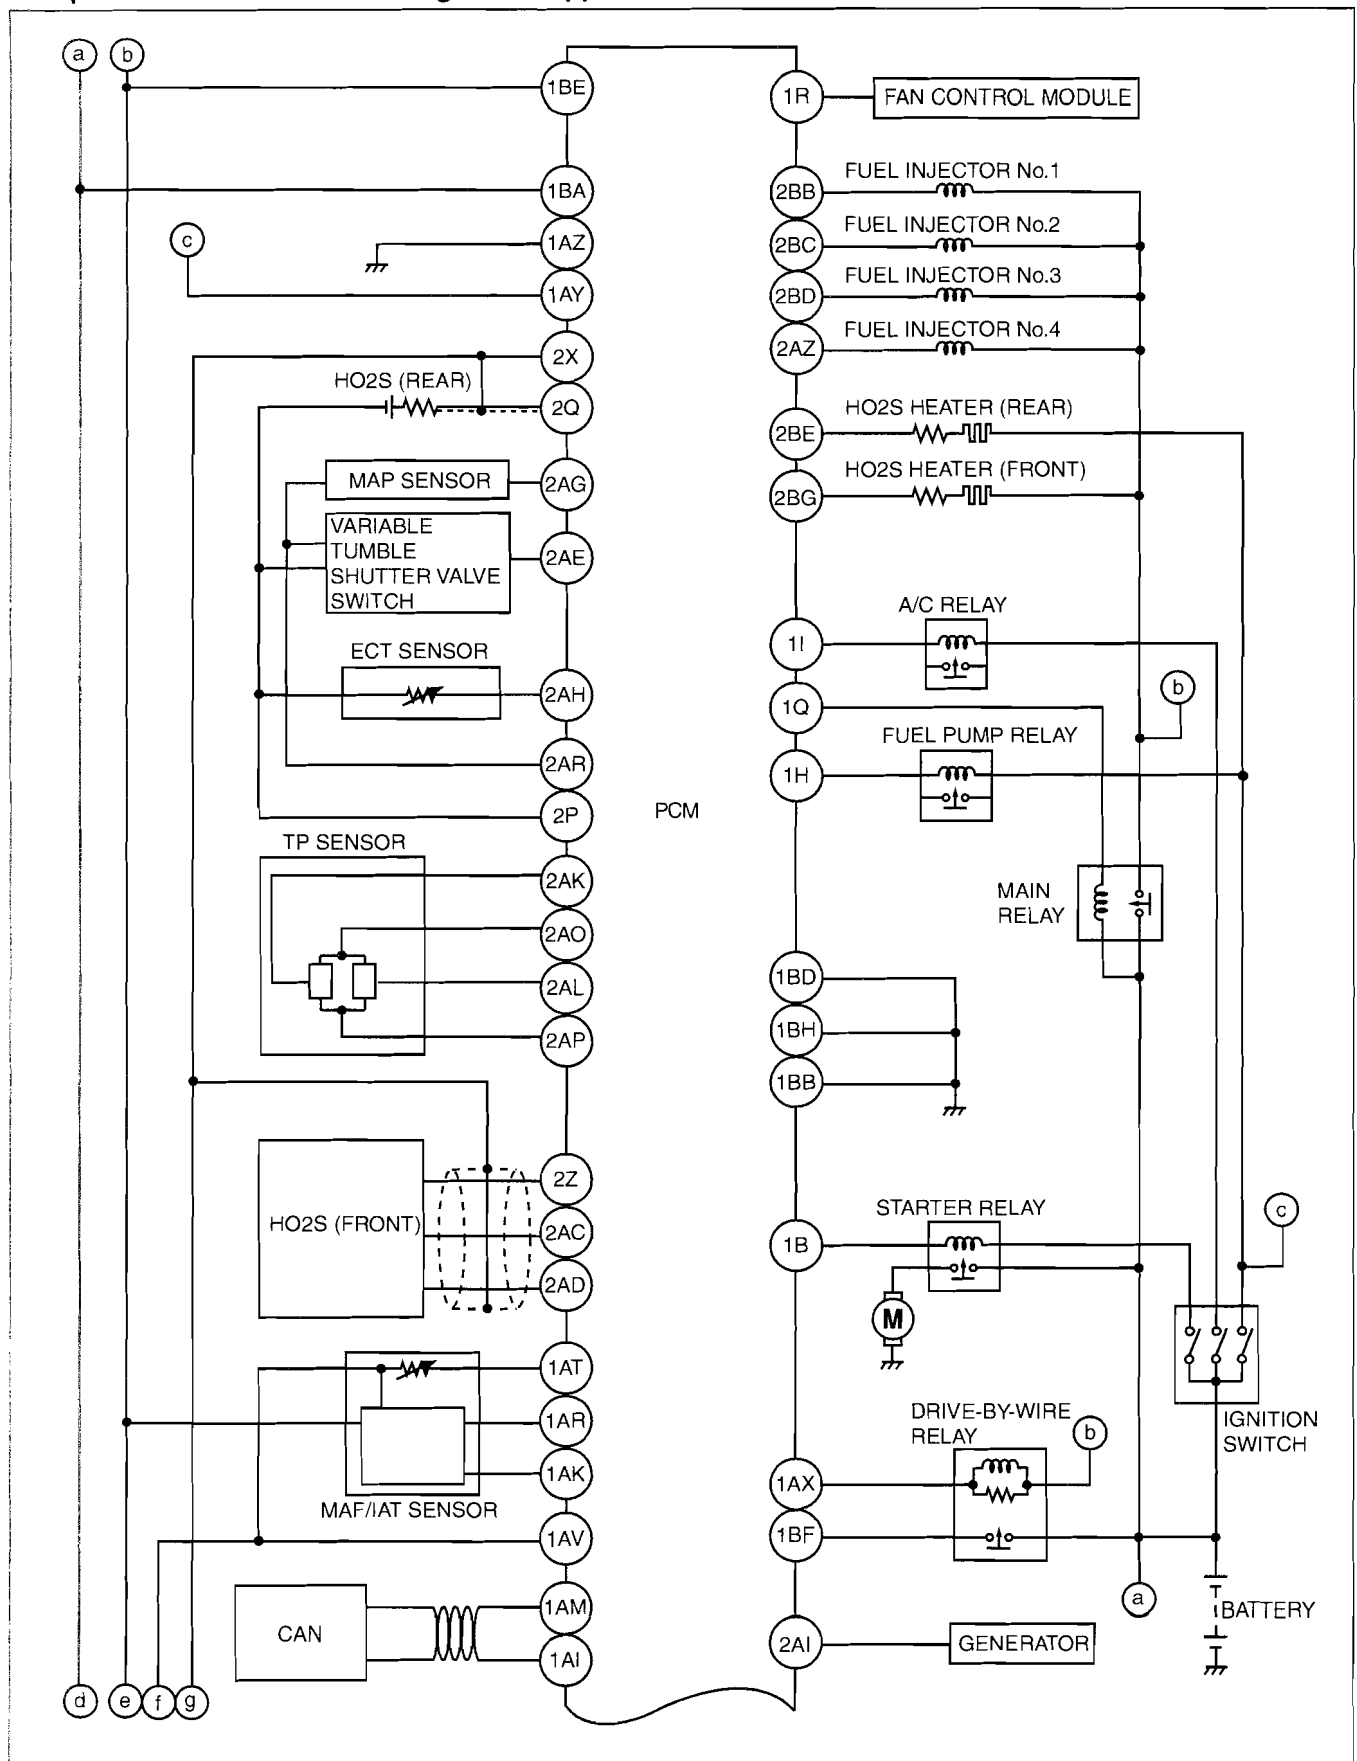 a
b
1BE
1BA
1AZ
c
1AY
2X
HO2S (REAR)
2Q
MAP SENSOR
2AG
VARIABLE
TUMBLE
SHUTTER VALVE
SWITCH
2AE
ECT SENSOR
2AH
2AR
2P
TP SENSOR
2AK
2AO
2AL
2AP
HO2S (FRONT)
2Z
2AC
2AD
1AT
1AR
1AK
MAF/IAT SENSOR
1AV
CAN
1AM
1AI
d
e
f
g
PCM
1R
FAN CONTROL MODULE
FUEL INJECTOR No.1
2BB
FUEL INJECTOR No.2
2BC
FUEL INJECTOR No.3
2BD
FUEL INJECTOR No.4
2AZ
HO2S HEATER (REAR)
2BE
HO2S HEATER (FRONT)
2BG
A/C RELAY
1I
b
1Q
FUEL PUMP RELAY
1H
MAIN
RELAY
1BD
1BH
1BB
STARTER RELAY
1B
c
M
IGNITION
SWITCH
DRIVE-BY-WIRE
RELAY
b
1AX
1BF
a
BATTERY
2AI
GENERATOR